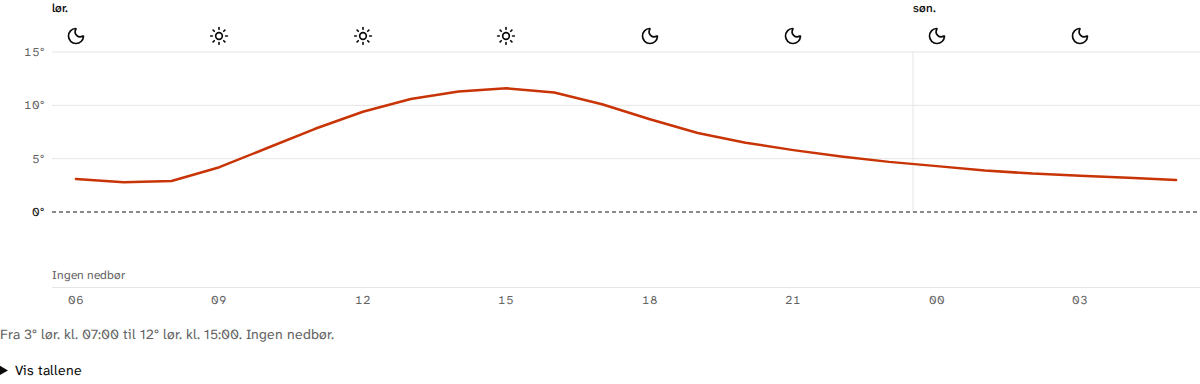 lør. søn.
15°
10°
5°
0°
Ingen nedbør
06 09 12 15 18 21 00 03
Fra 3° lør. kl. 07:00 til 12° lør. kl. 15:00. Ingen nedbør.
Vis tallene